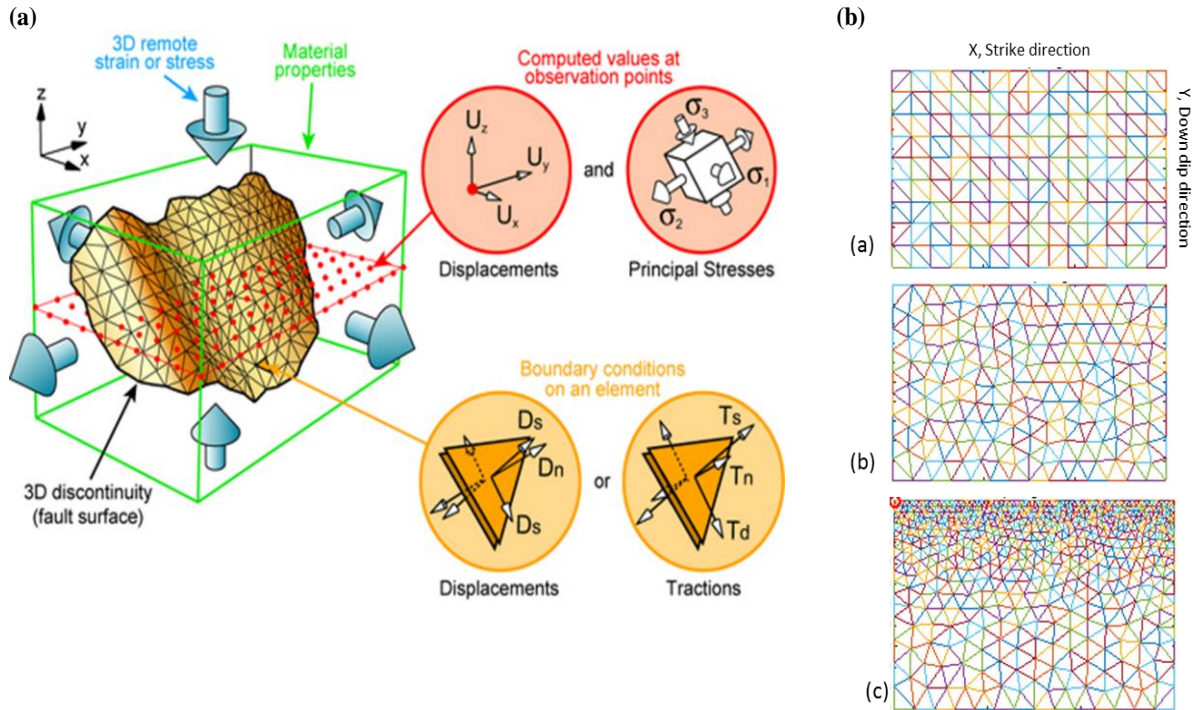 (a)
3D remote
strain or stress
Material
properties
z
y
x
Computed values at
observation points
Uz
Uy
Ux
and
σ3
σ1
σ2
Displacements
Principal Stresses
3D discontinuity
(fault surface)
Boundary conditions
on an element
Ds
Dn
Ds
or
Ts
Tn
Td
Displacements
Tractions
(b)
X, Strike direction
Y, Down dip direction
(a)
(b)
(c)